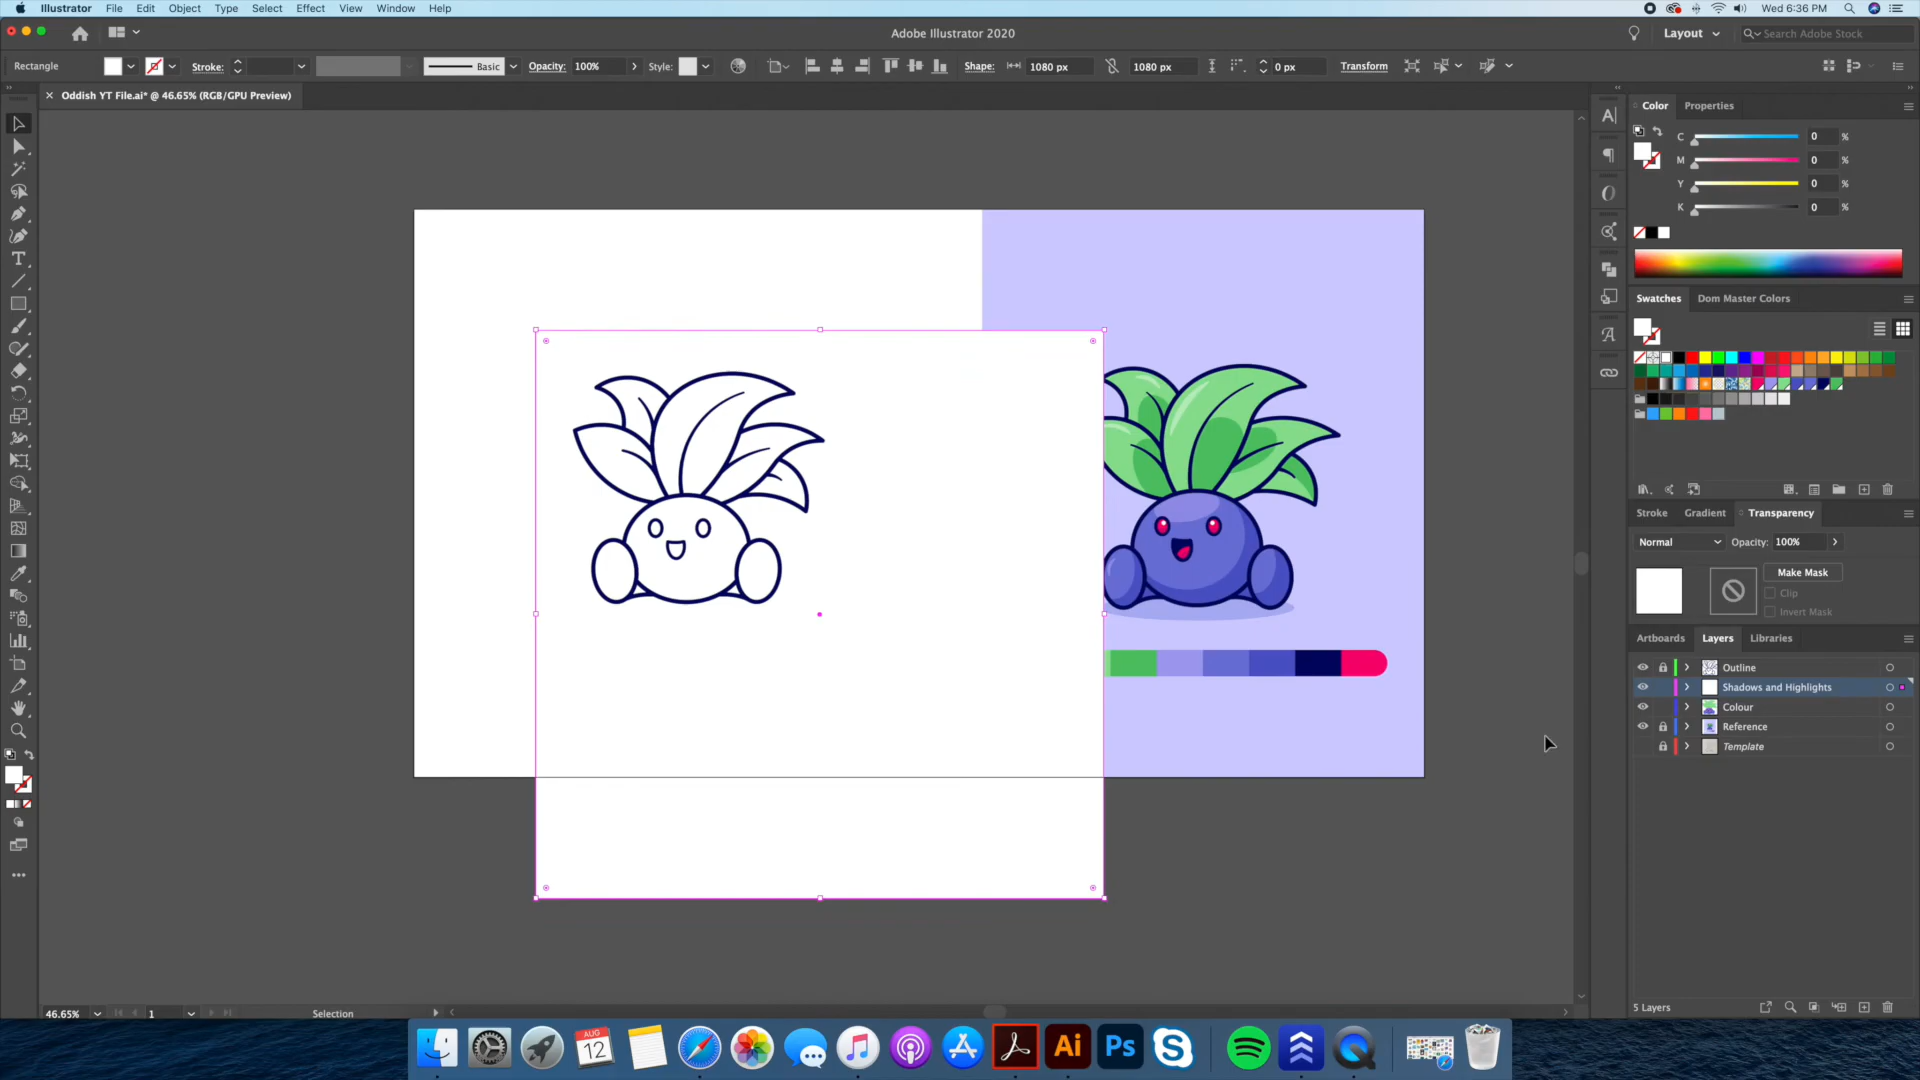 Illustrator File Edit Object Type Select Effect View Window Help Wed 6:36 PM
Adobe Illustrator 2020 Layout Search Adobe Stock
Rectangle Stroke: Basic Opacity: 100% Style: Shape: 1080 px 1080 px 0 px Transform
Oddish YT File.ai* @ 46.65% (RGB/GPU Preview)
Color Properties
C 0 %
M 0 %
Y 0 %
K 0 %
Swatches Dom Master Colors
Stroke Gradient Transparency
Normal Opacity: 100%
Make Mask
Clip
Invert Mask
Artboards Layers Libraries
Outline
Shadows and Highlights
Colour
Reference
Template
5 Layers
46.65% 1 Selection
AUG
12
Ai
Ps